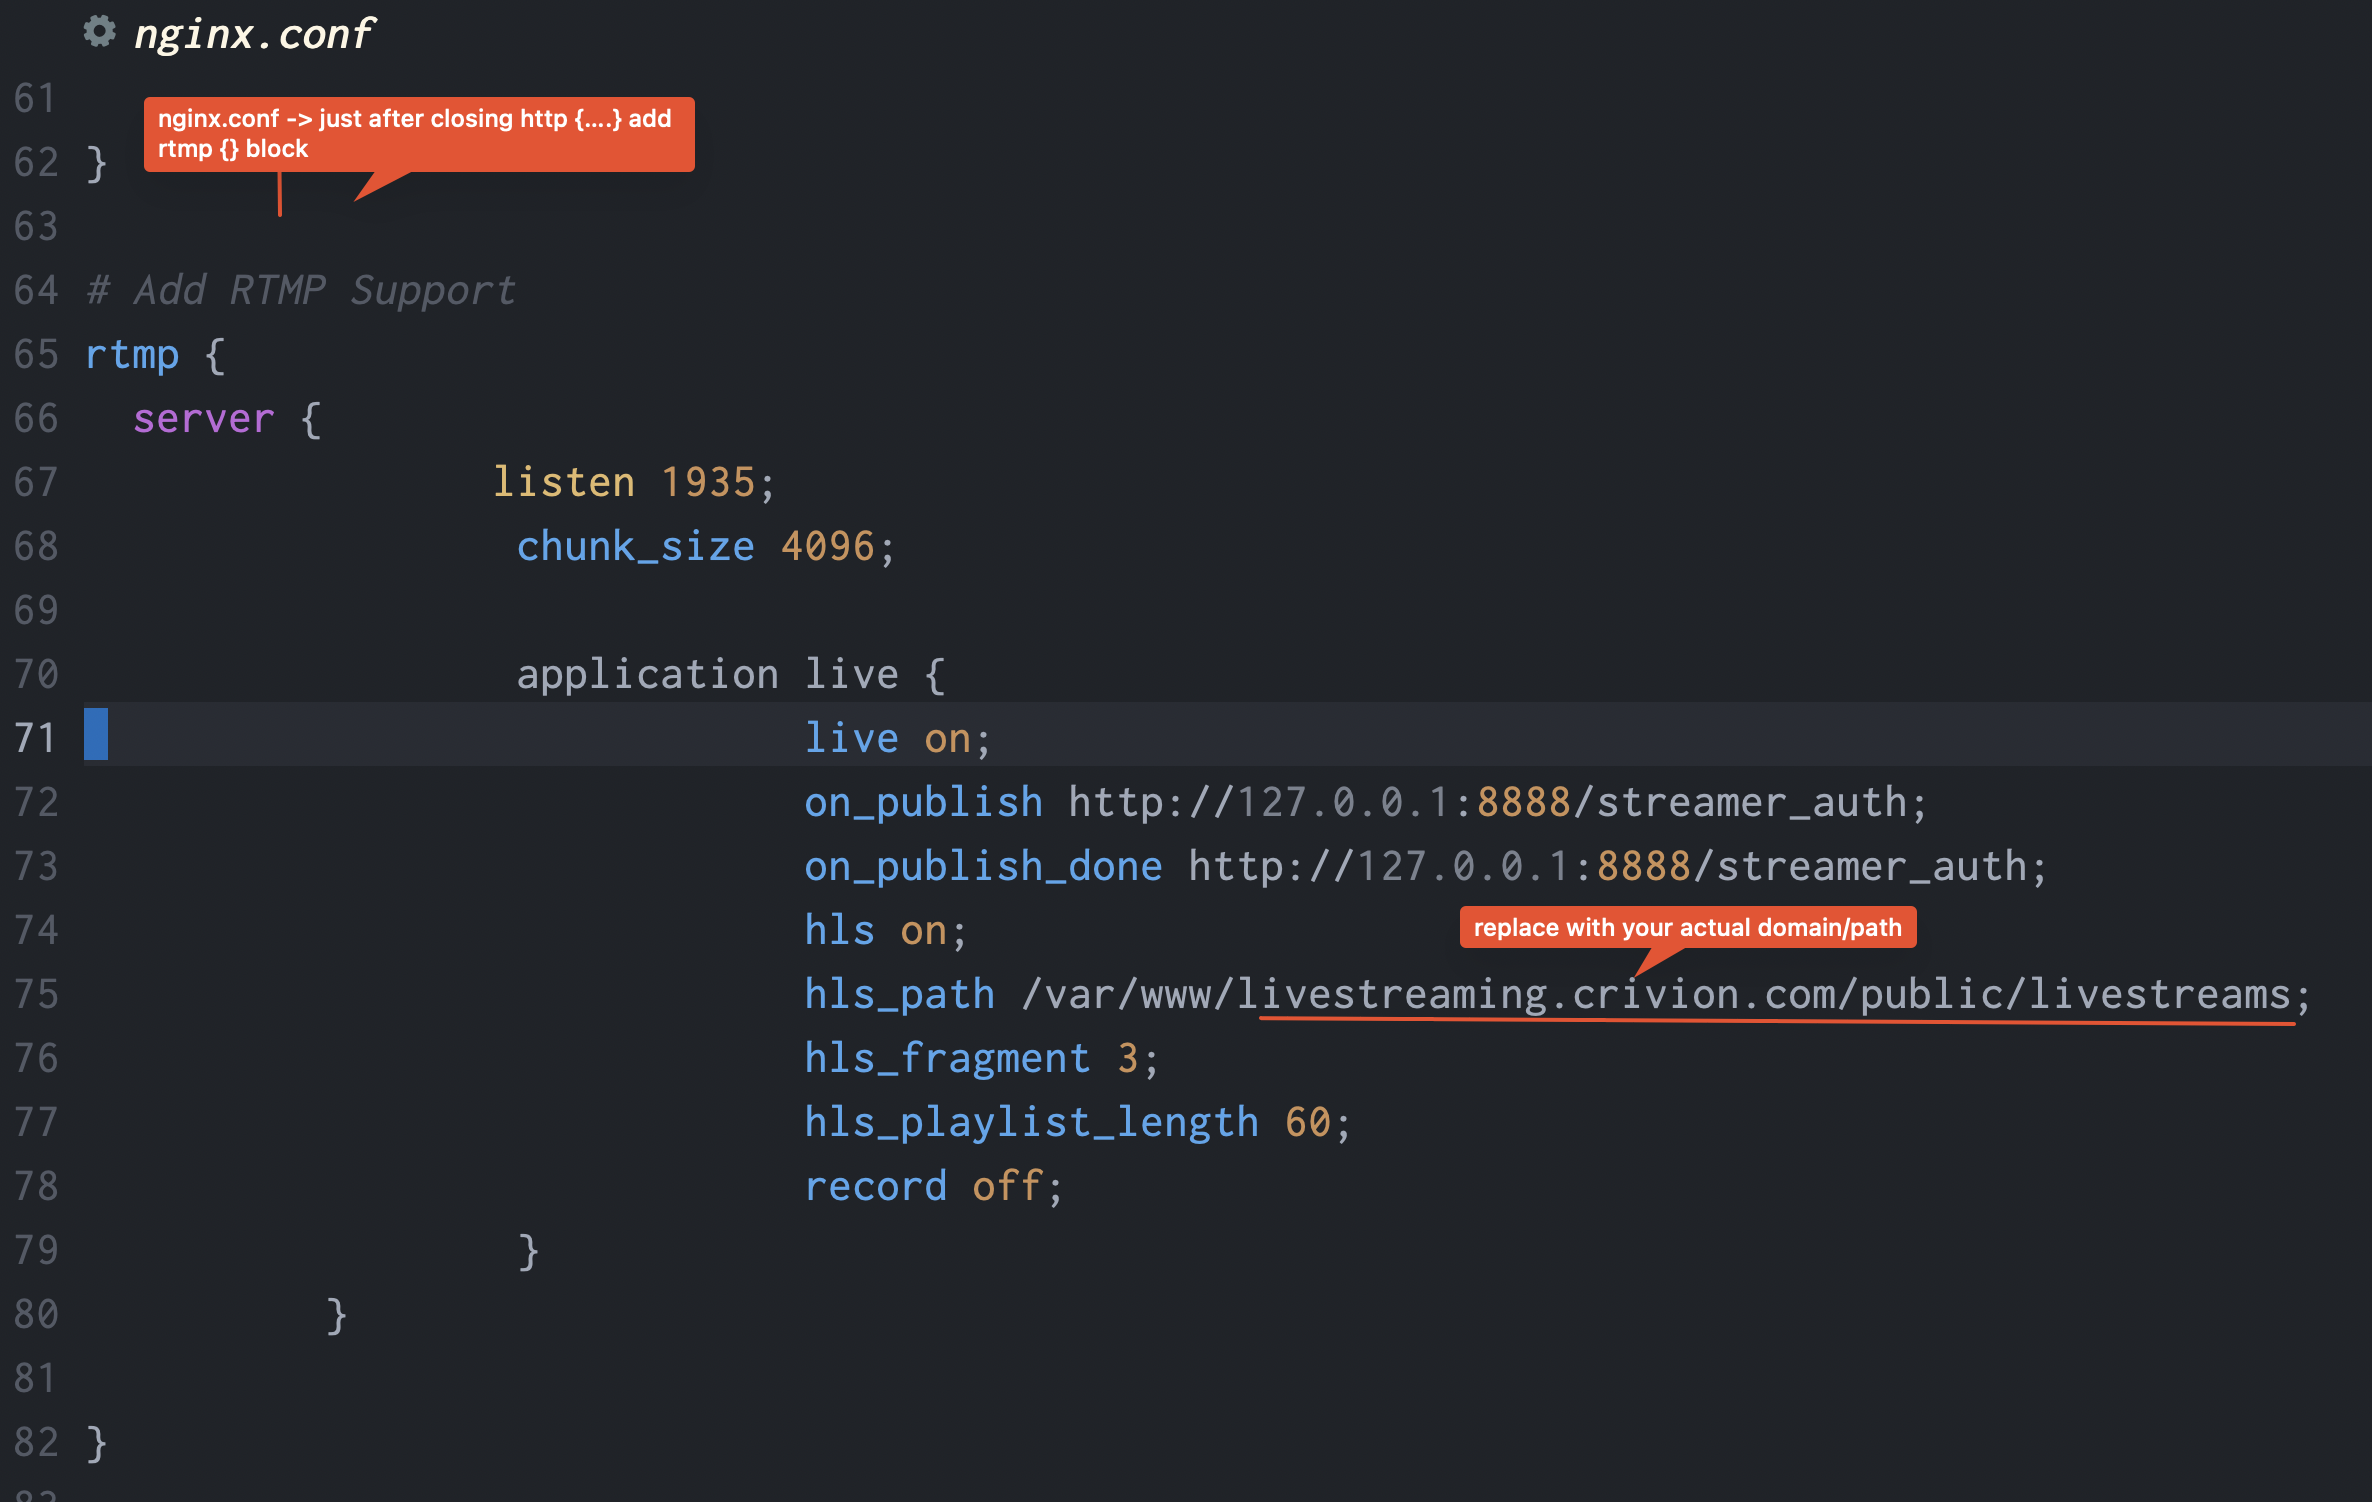 nginx.conf
61
nginx.conf -> just after closing http {....} add
rtmp {} block
62 }
63
64 # Add RTMP Support
65 rtmp {
66 server {
67 listen 1935;
68 chunk_size 4096;
69
70 application live {
71 live on;
72 on_publish http://127.0.0.1:8888/streamer_auth;
73 on_publish_done http://127.0.0.1:8888/streamer_auth;
74 hls on;
replace with your actual domain/path
75 hls_path /var/www/livestreaming.crivion.com/public/livestreams;
76 hls_fragment 3;
77 hls_playlist_length 60;
78 record off;
79 }
80 }
81
82 }
83